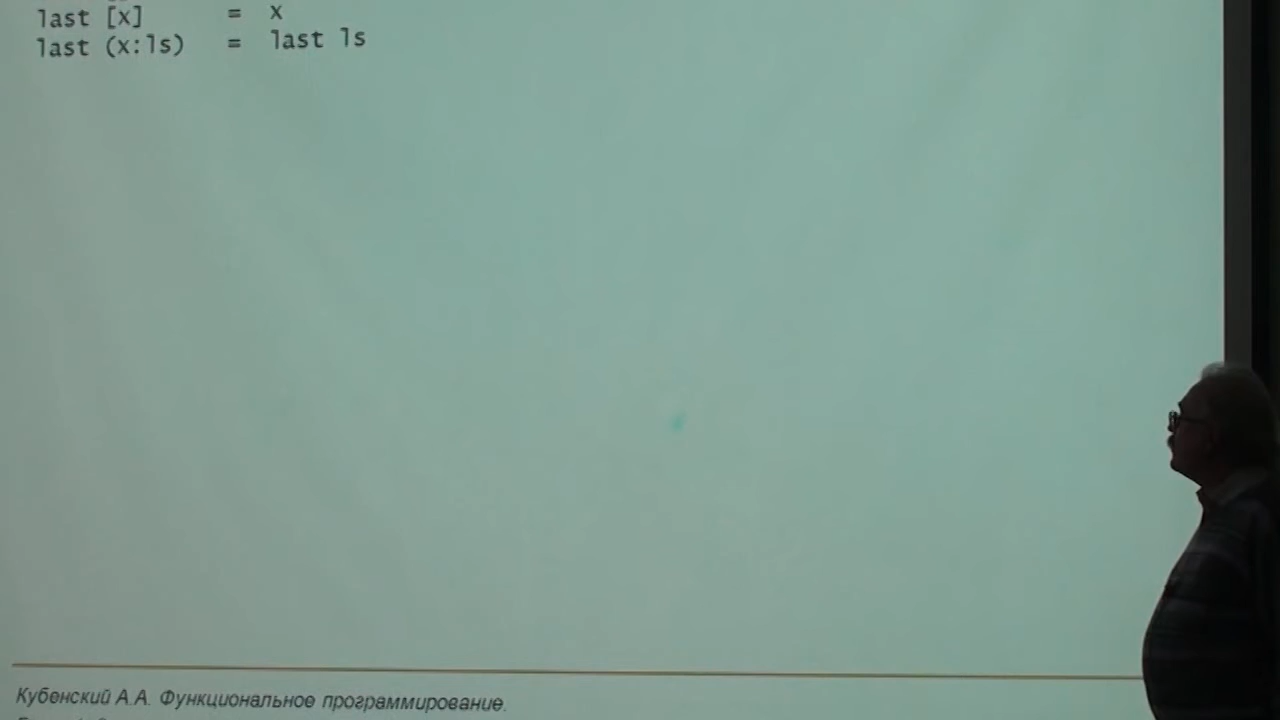 last [x] = x
last (x:ls) = last ls
Кубенский А.А. Функциональное программирование.